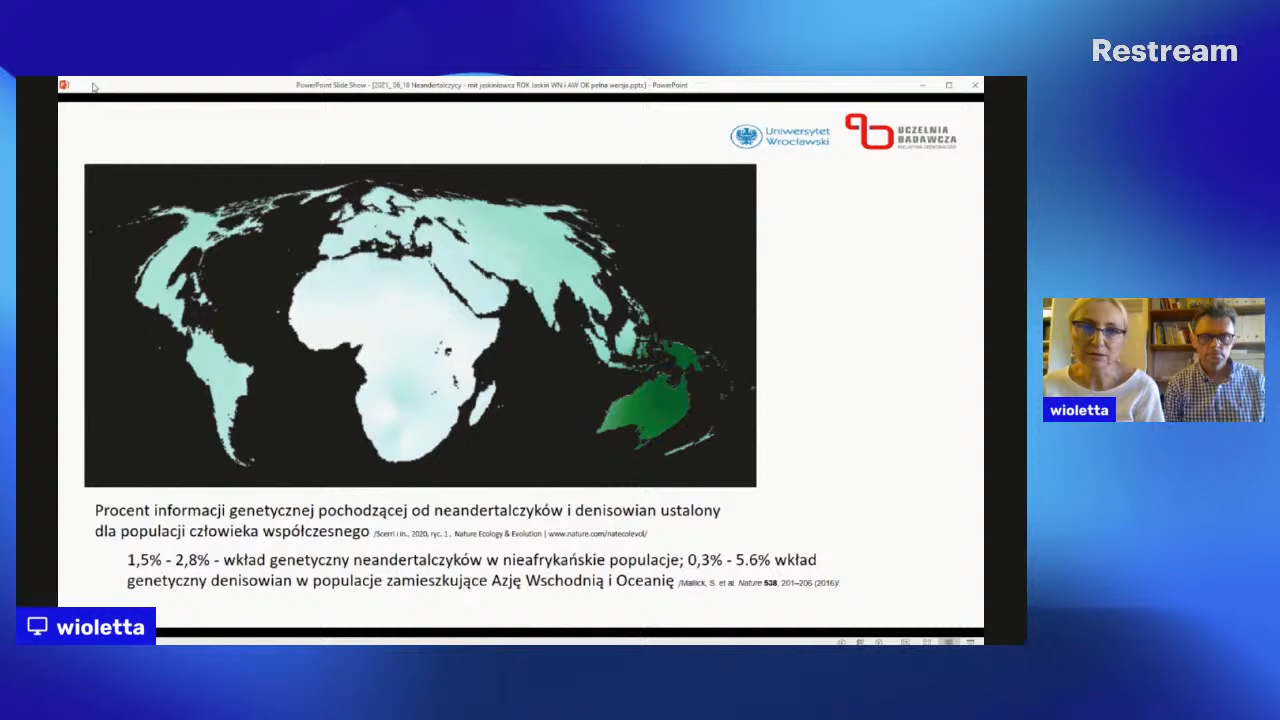 Restream
PowerPoint Slide Show - [2021_ 06_18 Neandertalczycy - mit jaskiniowca ROK Jaskiń WN i AW OK pełna wersja.pptx] - PowerPoint
Uniwersytet
Wrocławski
UCZELNIA
BADAWCZA
wioletta
Procent informacji genetycznej pochodzącej od neandertalczyków i denisowian ustalony
dla populacji człowieka współczesnego /Scerri i in., 2020, ryc. 1, Nature Ecology & Evolution | www.nature.com/natecolevol/
1,5% - 2,8% - wkład genetyczny neandertalczyków w nieafrykańskie populacje; 0,3% - 5.6% wkład
genetyczny denisowian w populacje zamieszkujące Azję Wschodnią i Oceanię /Mallick, S. et al. Nature 538, 201–206 (2016)/
wioletta